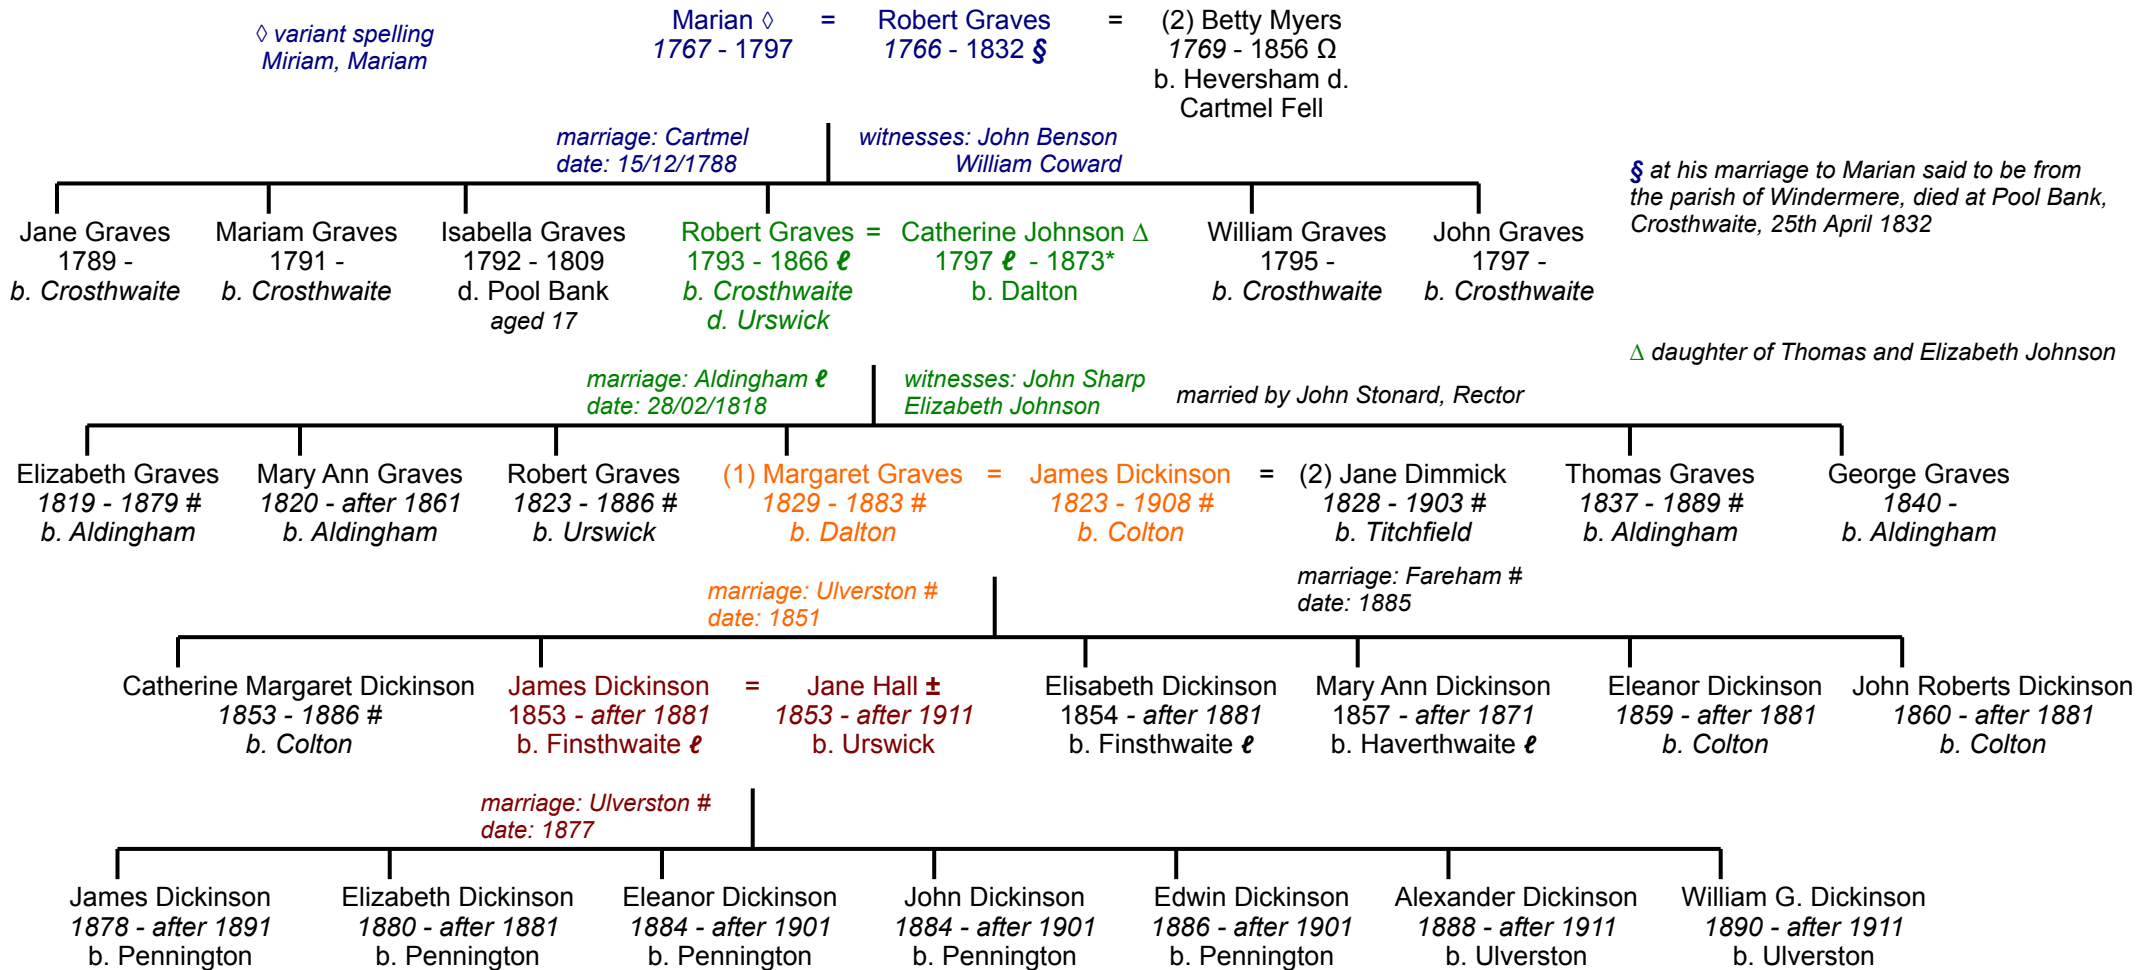 ◊ variant spelling
Miriam, Mariam
Marian ◊ = Robert Graves = (2) Betty Myers
1767 - 1797 1766 - 1832 § 1769 - 1856 Ω
b. Heversham d.
Cartmel Fell
marriage: Cartmel witnesses: John Benson
date: 15/12/1788 William Coward
§ at his marriage to Marian said to be from
the parish of Windermere, died at Pool Bank,
Crosthwaite, 25th April 1832
Jane Graves Mariam Graves Isabella Graves Robert Graves = Catherine Johnson Δ William Graves John Graves
1789 - 1791 - 1792 - 1809 1793 - 1866 ℓ 1797 ℓ - 1873* 1795 - 1797 -
b. Crosthwaite b. Crosthwaite d. Pool Bank b. Crosthwaite b. Dalton b. Crosthwaite b. Crosthwaite
aged 17 d. Urswick
Δ daughter of Thomas and Elizabeth Johnson
marriage: Aldingham ℓ witnesses: John Sharp
date: 28/02/1818 Elizabeth Johnson married by John Stonard, Rector
Elizabeth Graves Mary Ann Graves Robert Graves (1) Margaret Graves = James Dickinson = (2) Jane Dimmick Thomas Graves George Graves
1819 - 1879 # 1820 - after 1861 1823 - 1886 # 1829 - 1883 # 1823 - 1908 # 1828 - 1903 # 1837 - 1889 # 1840 -
b. Aldingham b. Aldingham b. Urswick b. Dalton b. Colton b. Titchfield b. Aldingham b. Aldingham
marriage: Ulverston # marriage: Fareham #
date: 1851 date: 1885
Catherine Margaret Dickinson James Dickinson = Jane Hall ± Elisabeth Dickinson Mary Ann Dickinson Eleanor Dickinson John Roberts Dickinson
1853 - 1886 # 1853 - after 1881 1853 - after 1911 1854 - after 1881 1857 - after 1871 1859 - after 1881 1860 - after 1881
b. Colton b. Finsthwaite ℓ b. Urswick b. Finsthwaite ℓ b. Haverthwaite ℓ b. Colton b. Colton
marriage: Ulverston #
date: 1877
James Dickinson Elizabeth Dickinson Eleanor Dickinson John Dickinson Edwin Dickinson Alexander Dickinson William G. Dickinson
1878 - after 1891 1880 - after 1881 1884 - after 1901 1884 - after 1901 1886 - after 1901 1888 - after 1911 1890 - after 1911
b. Pennington b. Pennington b. Pennington b. Pennington b. Pennington b. Ulverston b. Ulverston